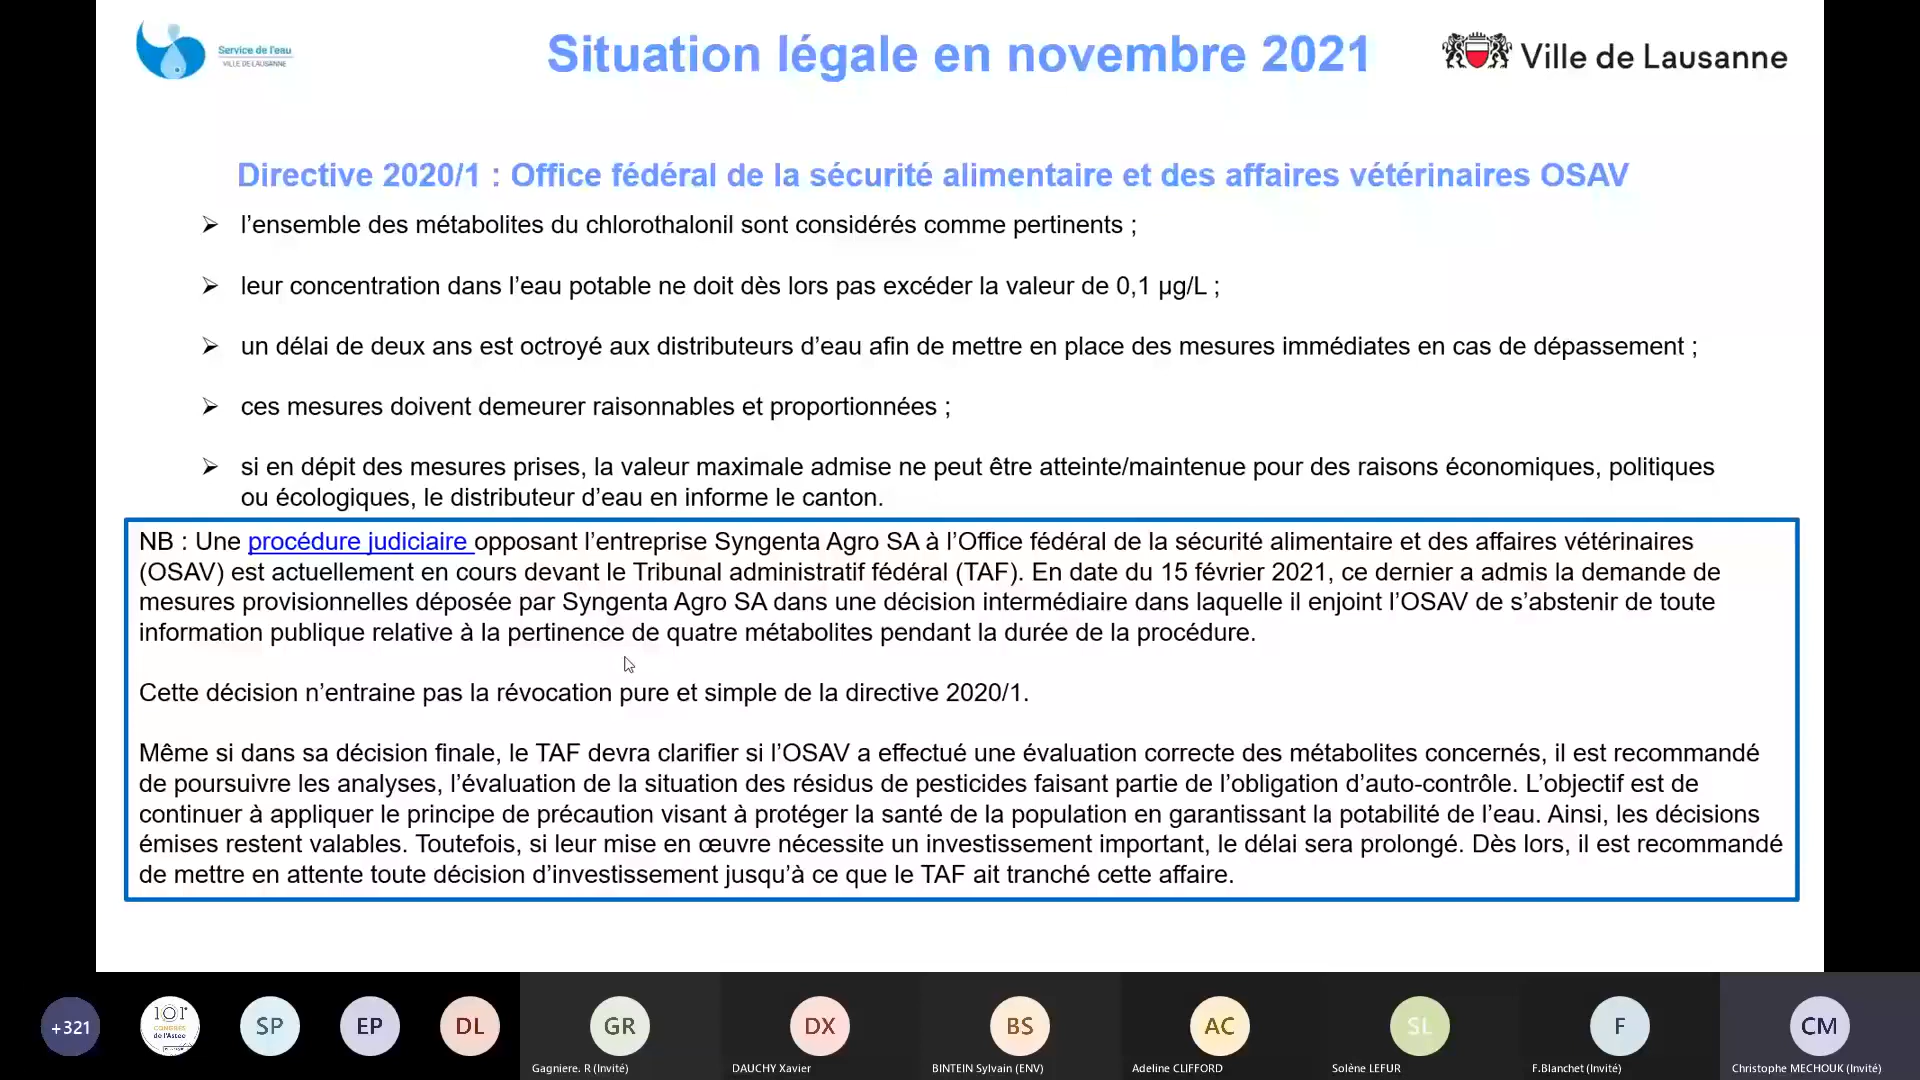 Service de l'eau
VILLE DE LAUSANNE
Situation légale en novembre 2021
Ville de Lausanne
Directive 2020/1 : Office fédéral de la sécurité alimentaire et des affaires vétérinaires OSAV
l’ensemble des métabolites du chlorothalonil sont considérés comme pertinents ;
leur concentration dans l’eau potable ne doit dès lors pas excéder la valeur de 0,1 µg/L ;
un délai de deux ans est octroyé aux distributeurs d’eau afin de mettre en place des mesures immédiates en cas de dépassement ;
ces mesures doivent demeurer raisonnables et proportionnées ;
si en dépit des mesures prises, la valeur maximale admise ne peut être atteinte/maintenue pour des raisons économiques, politiques
ou écologiques, le distributeur d’eau en informe le canton.
NB : Une procédure judiciaire opposant l’entreprise Syngenta Agro SA à l’Office fédéral de la sécurité alimentaire et des affaires vétérinaires
(OSAV) est actuellement en cours devant le Tribunal administratif fédéral (TAF). En date du 15 février 2021, ce dernier a admis la demande de
mesures provisionnelles déposée par Syngenta Agro SA dans une décision intermédiaire dans laquelle il enjoint l’OSAV de s’abstenir de toute
information publique relative à la pertinence de quatre métabolites pendant la durée de la procédure.
Cette décision n’entraine pas la révocation pure et simple de la directive 2020/1.
Même si dans sa décision finale, le TAF devra clarifier si l’OSAV a effectué une évaluation correcte des métabolites concernés, il est recommandé
de poursuivre les analyses, l’évaluation de la situation des résidus de pesticides faisant partie de l’obligation d’auto-contrôle. L’objectif est de
continuer à appliquer le principe de précaution visant à protéger la santé de la population en garantissant la potabilité de l’eau. Ainsi, les décisions
émises restent valables. Toutefois, si leur mise en œuvre nécessite un investissement important, le délai sera prolongé. Dès lors, il est recommandé
de mettre en attente toute décision d’investissement jusqu’à ce que le TAF ait tranché cette affaire.
+321
101e
CONGRÈS
de l'Astee
SP
EP
DL
GR
DX
BS
AC
SL
F
CM
Gagniere. R (Invité)
DAUCHY Xavier
BINTEIN Sylvain (ENV)
Adeline CLIFFORD
Solène LEFUR
F.Blanchet (Invité)
Christophe MECHOUK (Invité)